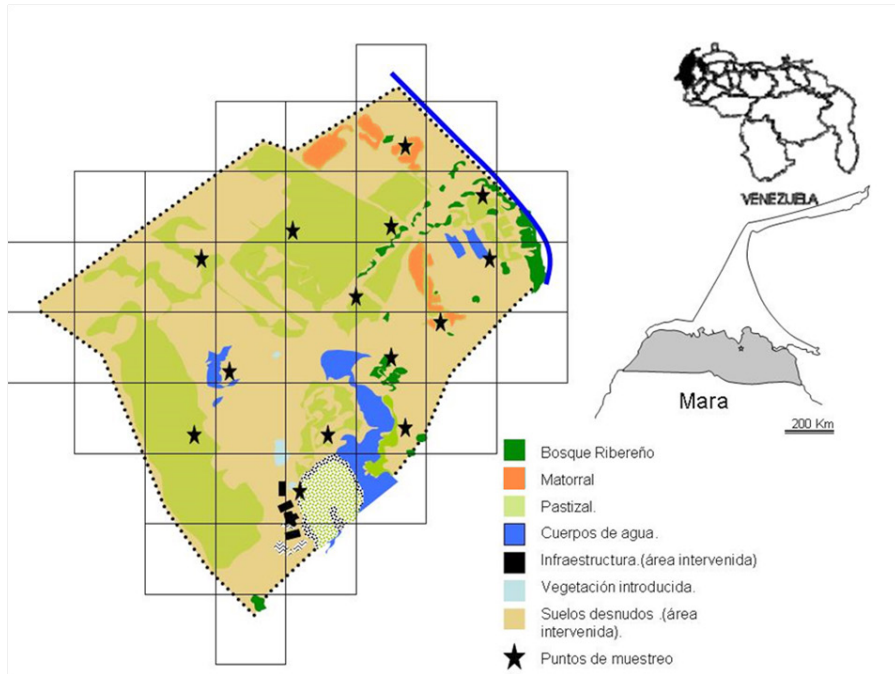 VENEZUELA
Mara
200 Km
Bosque Ribereño
Matorral
Pastizal.
Cuerpos de agua.
Infraestructura.(área intervenida)
Vegetación introducida.
Suelos desnudos .(área
intervenida).
Puntos de muestreo